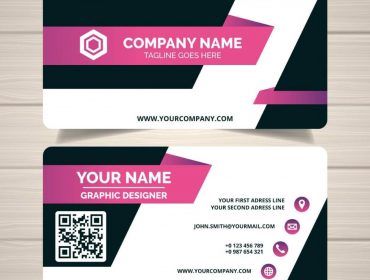 COMPANY NAME
TAGLINE GOES HERE
WWW.YOURCOMPANY.COM
YOUR NAME
GRAPHIC DESIGNER
YOUR FIRST ADRESS LINE
YOUR SECOND ADRESS LINE
JOHN.SMITH@YOURMAIL.COM
+0 123 456 789
+0 987 654 321
WWW.YOURCOMPANY.COM